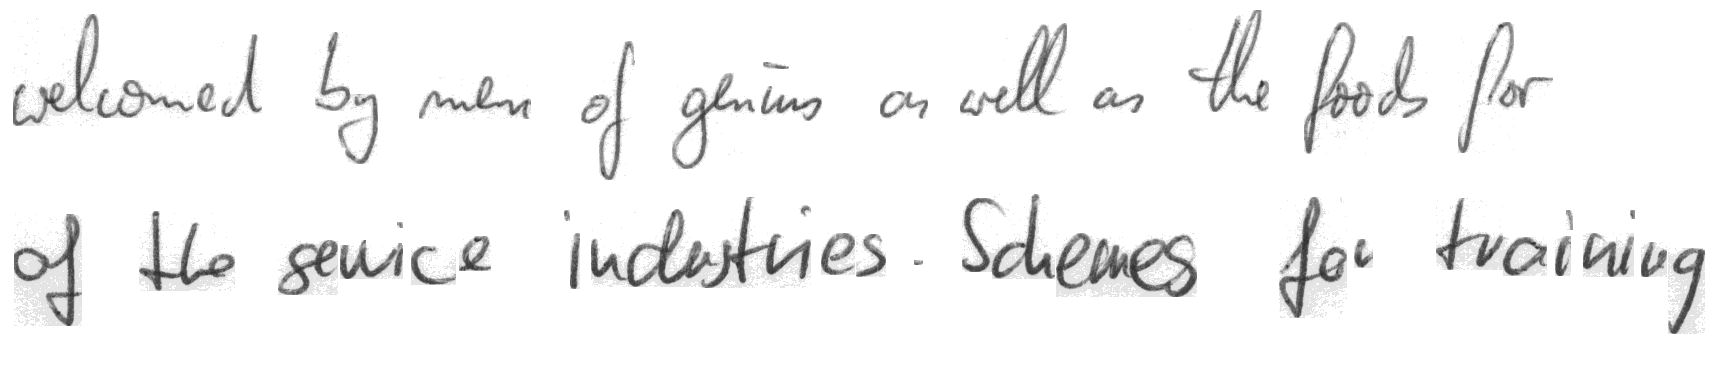 welcomed by men of genius as well as the foods for
of the service industries. Schemes for training